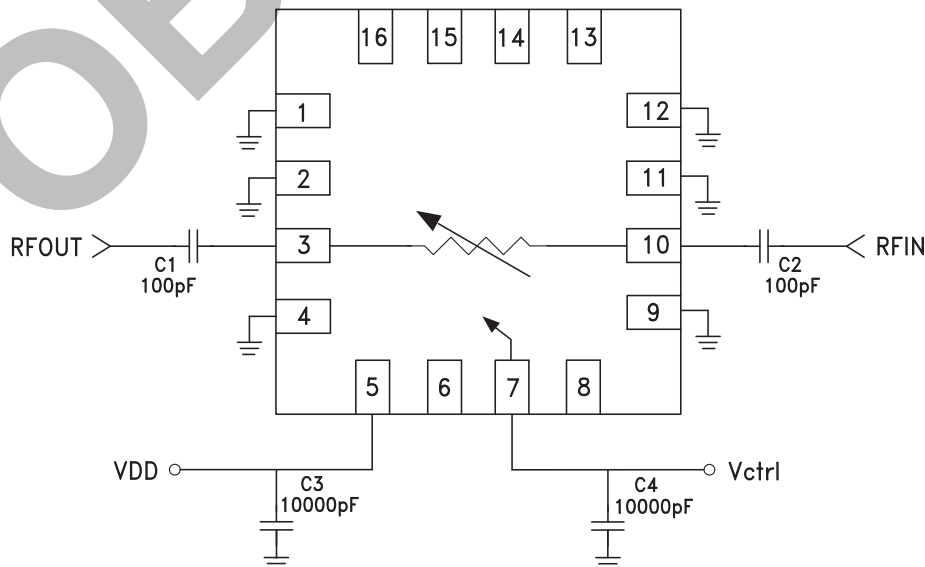 OB
16 15 14 13
1 12
2 11
RFOUT 3 10 RFIN
C1 C2
100pF 100pF
4 9
5 6 7 8
VDD Vctrl
C3 C4
10000pF 10000pF